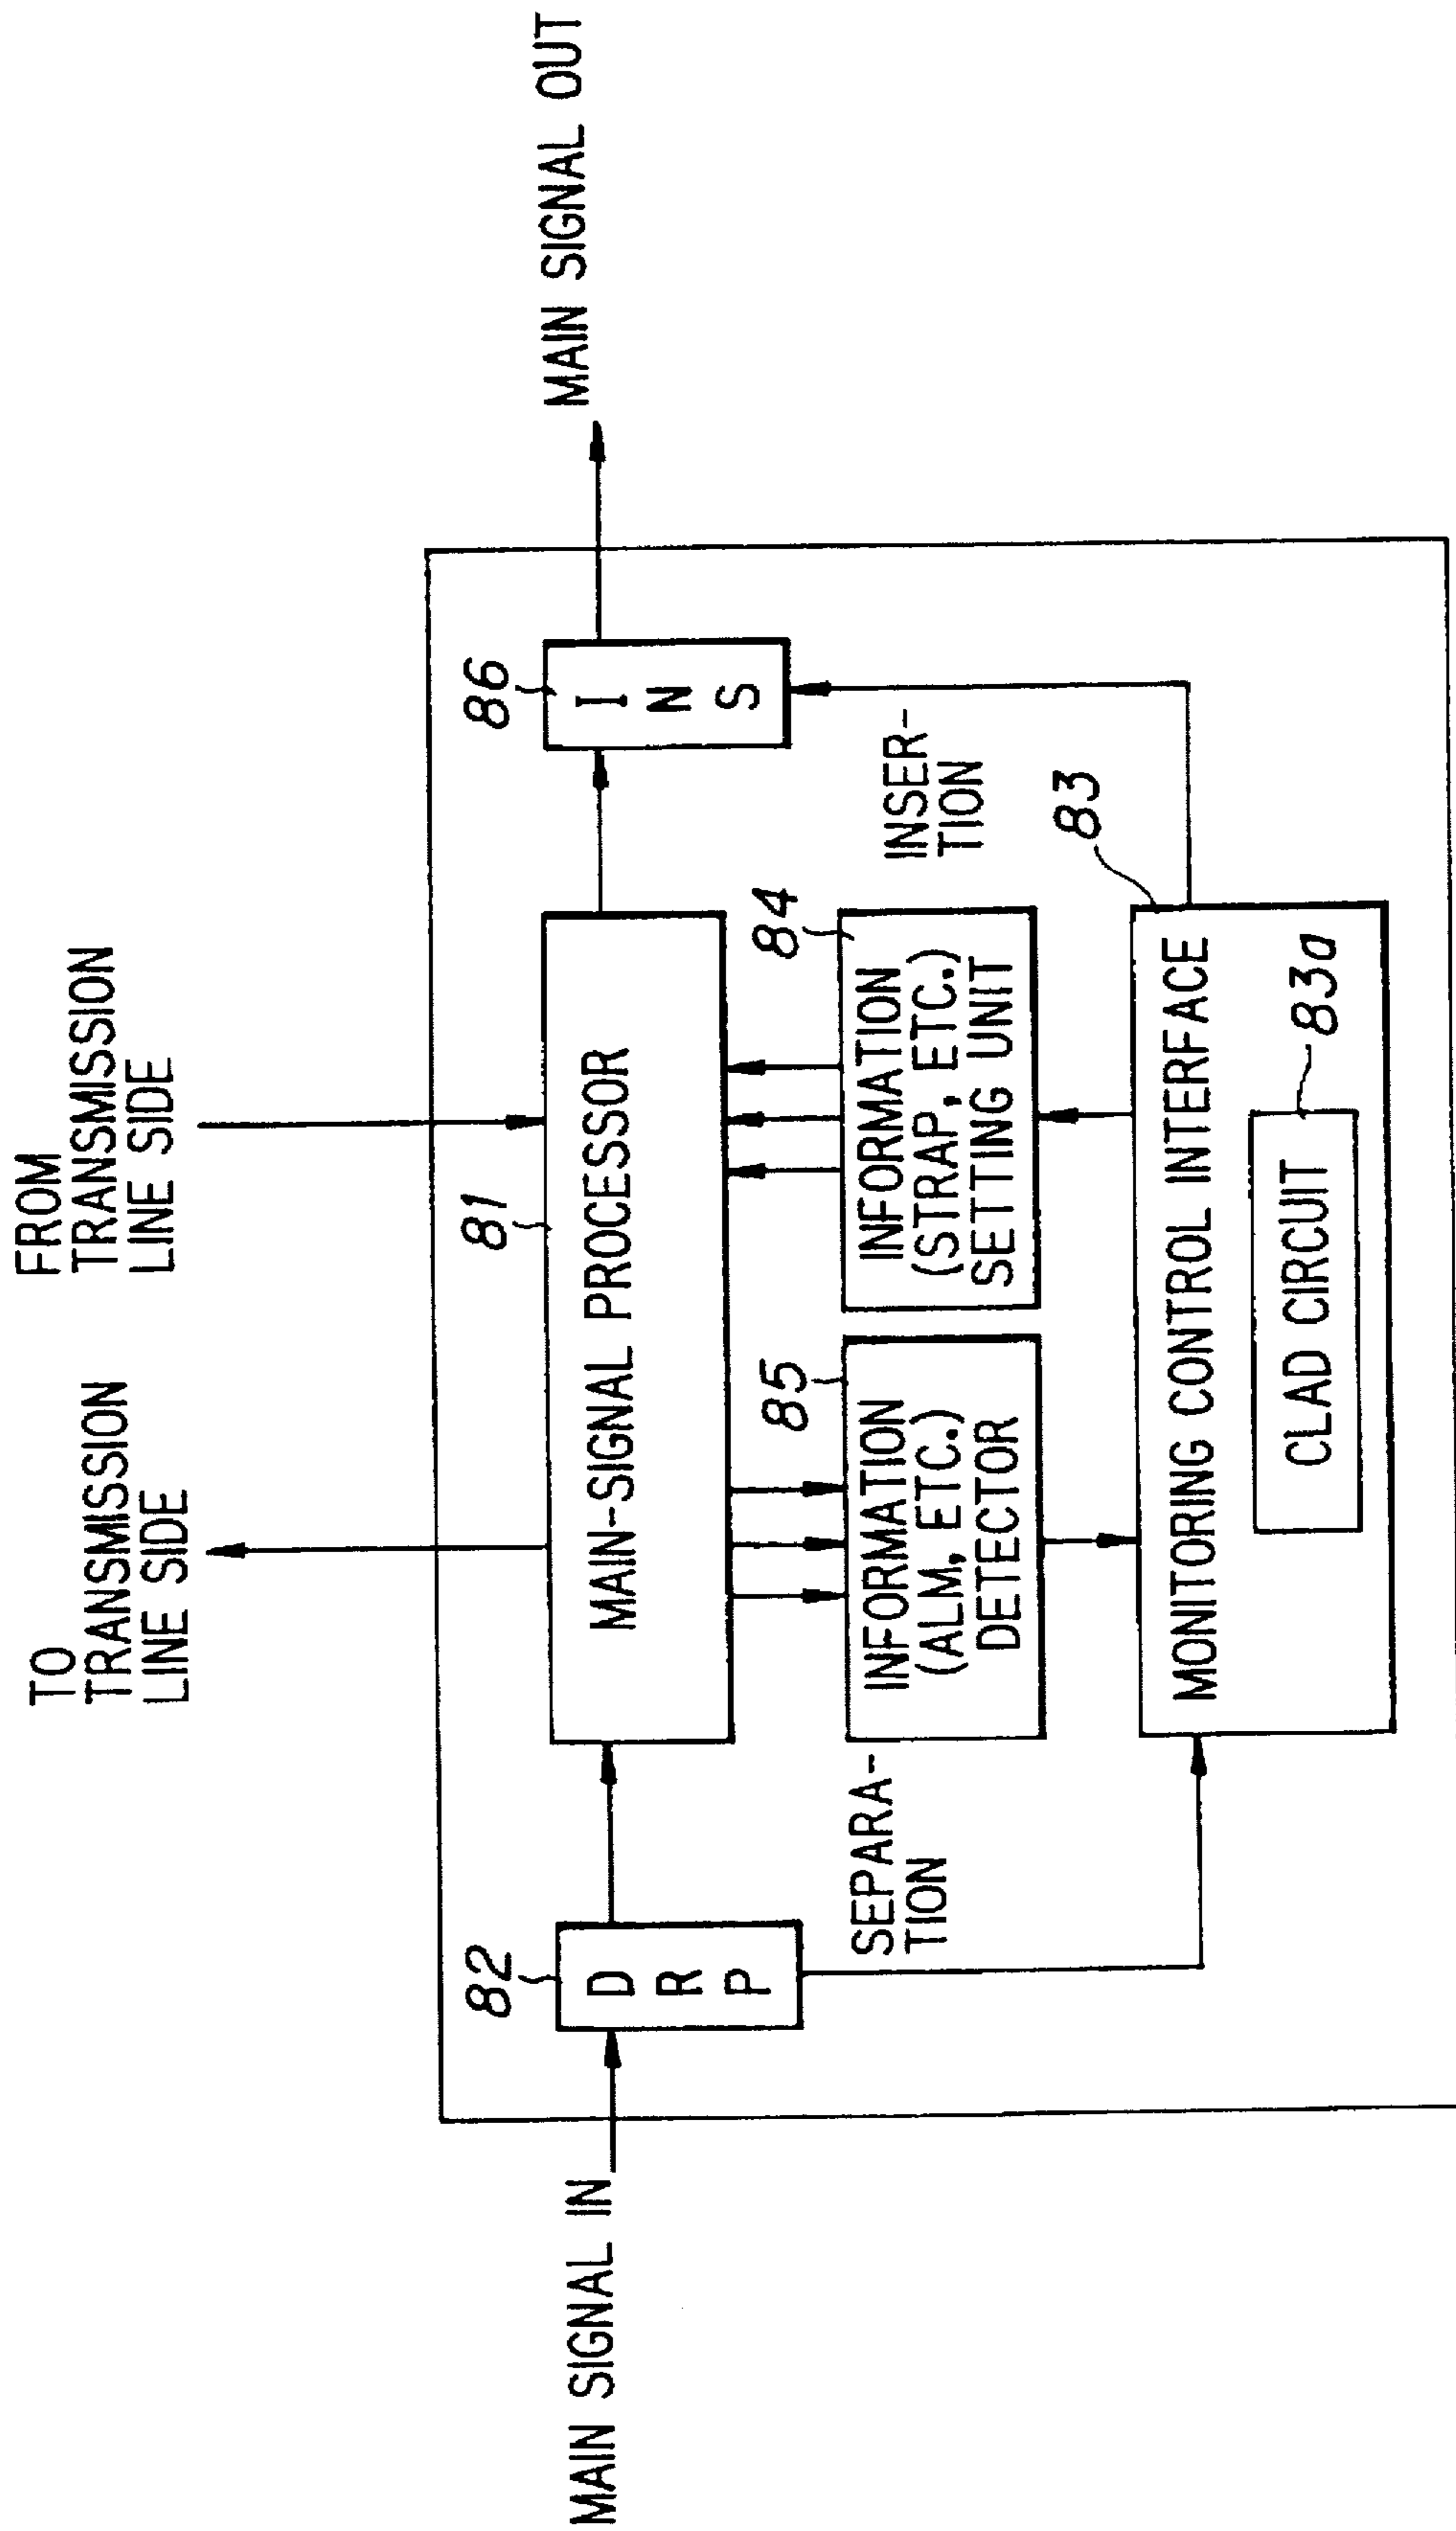 FROM
TRANSMISSION
LINE SIDE
TO
TRANSMISSION
LINE SIDE
81
MAIN-SIGNAL PROCESSOR
82
DRP
86
INS
MAIN SIGNAL IN
MAIN SIGNAL OUT
85
INFORMATION
(ALM, ETC.)
DETECTOR
84
INFORMATION
(STRAP, ETC.)
SETTING UNIT
SEPARA-
TION
INSER-
TION
83
MONITORING CONTROL INTERFACE
83a
CLAD CIRCUIT